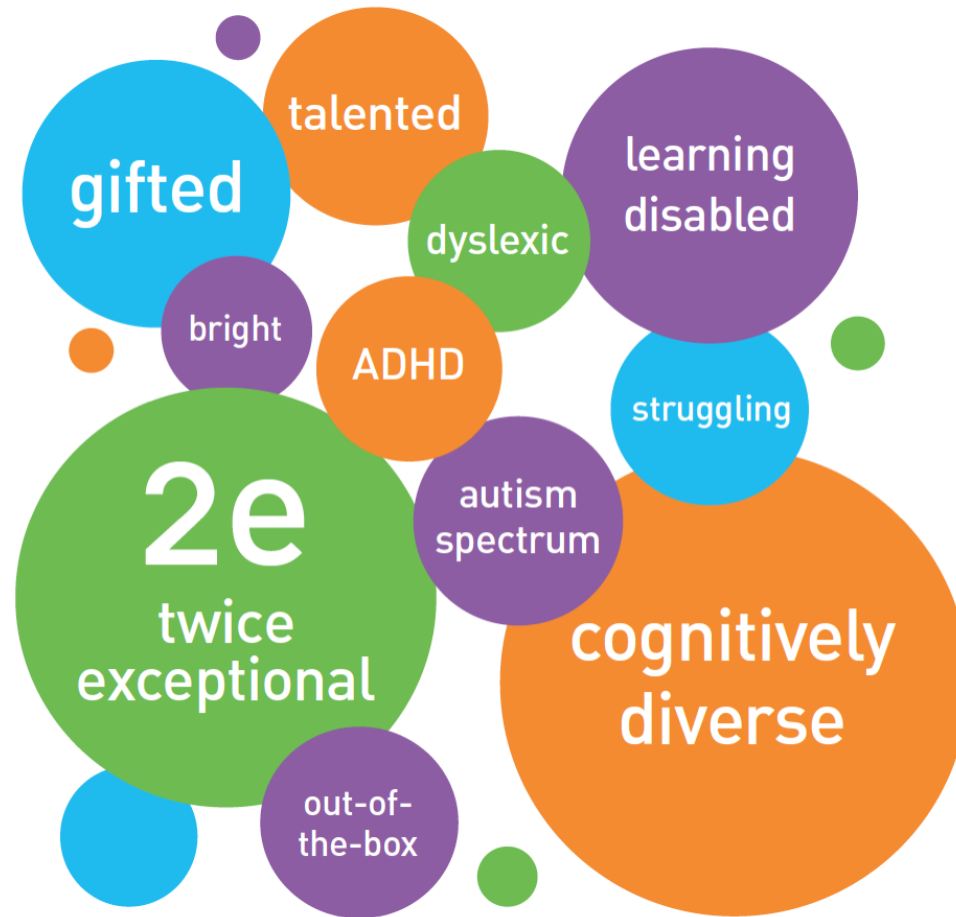 talented
gifted
learning
disabled
dyslexic
bright
ADHD
struggling
2e
twice
exceptional
autism
spectrum
cognitively
diverse
out-of-
the-box